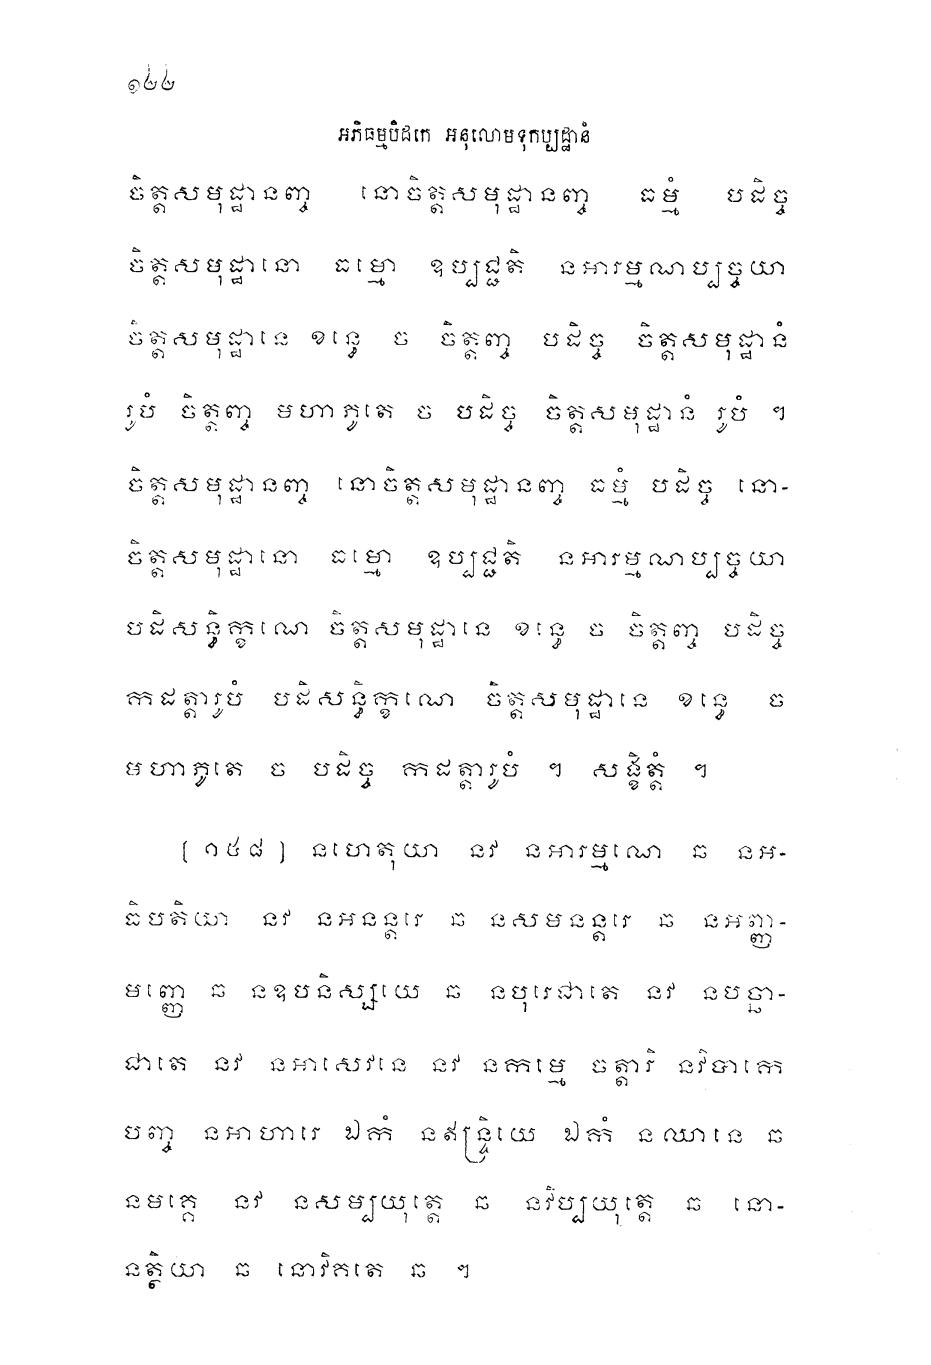 ១៤៤
អភិធម្មបិដកេ អនុលោមទុកប្បដ្ឋានំ
ចិត្តសមុដ្ឋានញ្ច នោចិត្តសមុដ្ឋានញ្ច ធម្មំ បដិច្ច
ចិត្តសមុដ្ឋានោ ធម្មោ ឧប្បជ្ជតិ នអារម្មណប្បច្ចយា
ចិត្តសមុដ្ឋានេ ខន្ធេ ច ចិត្តញ្ច បដិច្ច ចិត្តសមុដ្ឋានំ
រូបំ ចិត្តញ្ច មហាភូតេ ច បដិច្ច ចិត្តសមុដ្ឋានំ រូបំ ។
ចិត្តសមុដ្ឋានញ្ច នោចិត្តសមុដ្ឋានញ្ច ធម្មំ បដិច្ច នោ-
ចិត្តសមុដ្ឋានោ ធម្មោ ឧប្បជ្ជតិ នអារម្មណប្បច្ចយា
បដិសន្ធិក្ខណេ ចិត្តសមុដ្ឋានេ ខន្ធេ ច ចិត្តញ្ច បដិច្ច
កដត្តារូបំ បដិសន្ធិក្ខណេ ចិត្តសមុដ្ឋានេ ខន្ធេ ច
មហាភូតេ ច បដិច្ច កដត្តារូបំ ។ សង្ខិត្តំ ។
[ ១៥៨ ] នហេតុយា នវ នអារម្មណេ ឆ នអ-
ធិបតិយា នវ នអនន្តរេ ឆ នសមនន្តរេ ឆ នអញ្ញ-
មញ្ញេ ឆ នឧបនិស្សយេ ឆ នបុរេជាតេ នវ នបច្ឆា-
ជាតេ នវ នអាសេវនេ នវ នកម្មេ ចត្តារិ នវិបាកេ
បញ្ច នអាហារេ ឯកំ នឥន្ទ្រិយេ ឯកំ នឈានេ ឆ
នមគ្គេ នវ នសម្បយុត្តេ ឆ នវិប្បយុត្តេ ឆ នោ-
នត្ថិយា ឆ នោវិគតេ ឆ ។